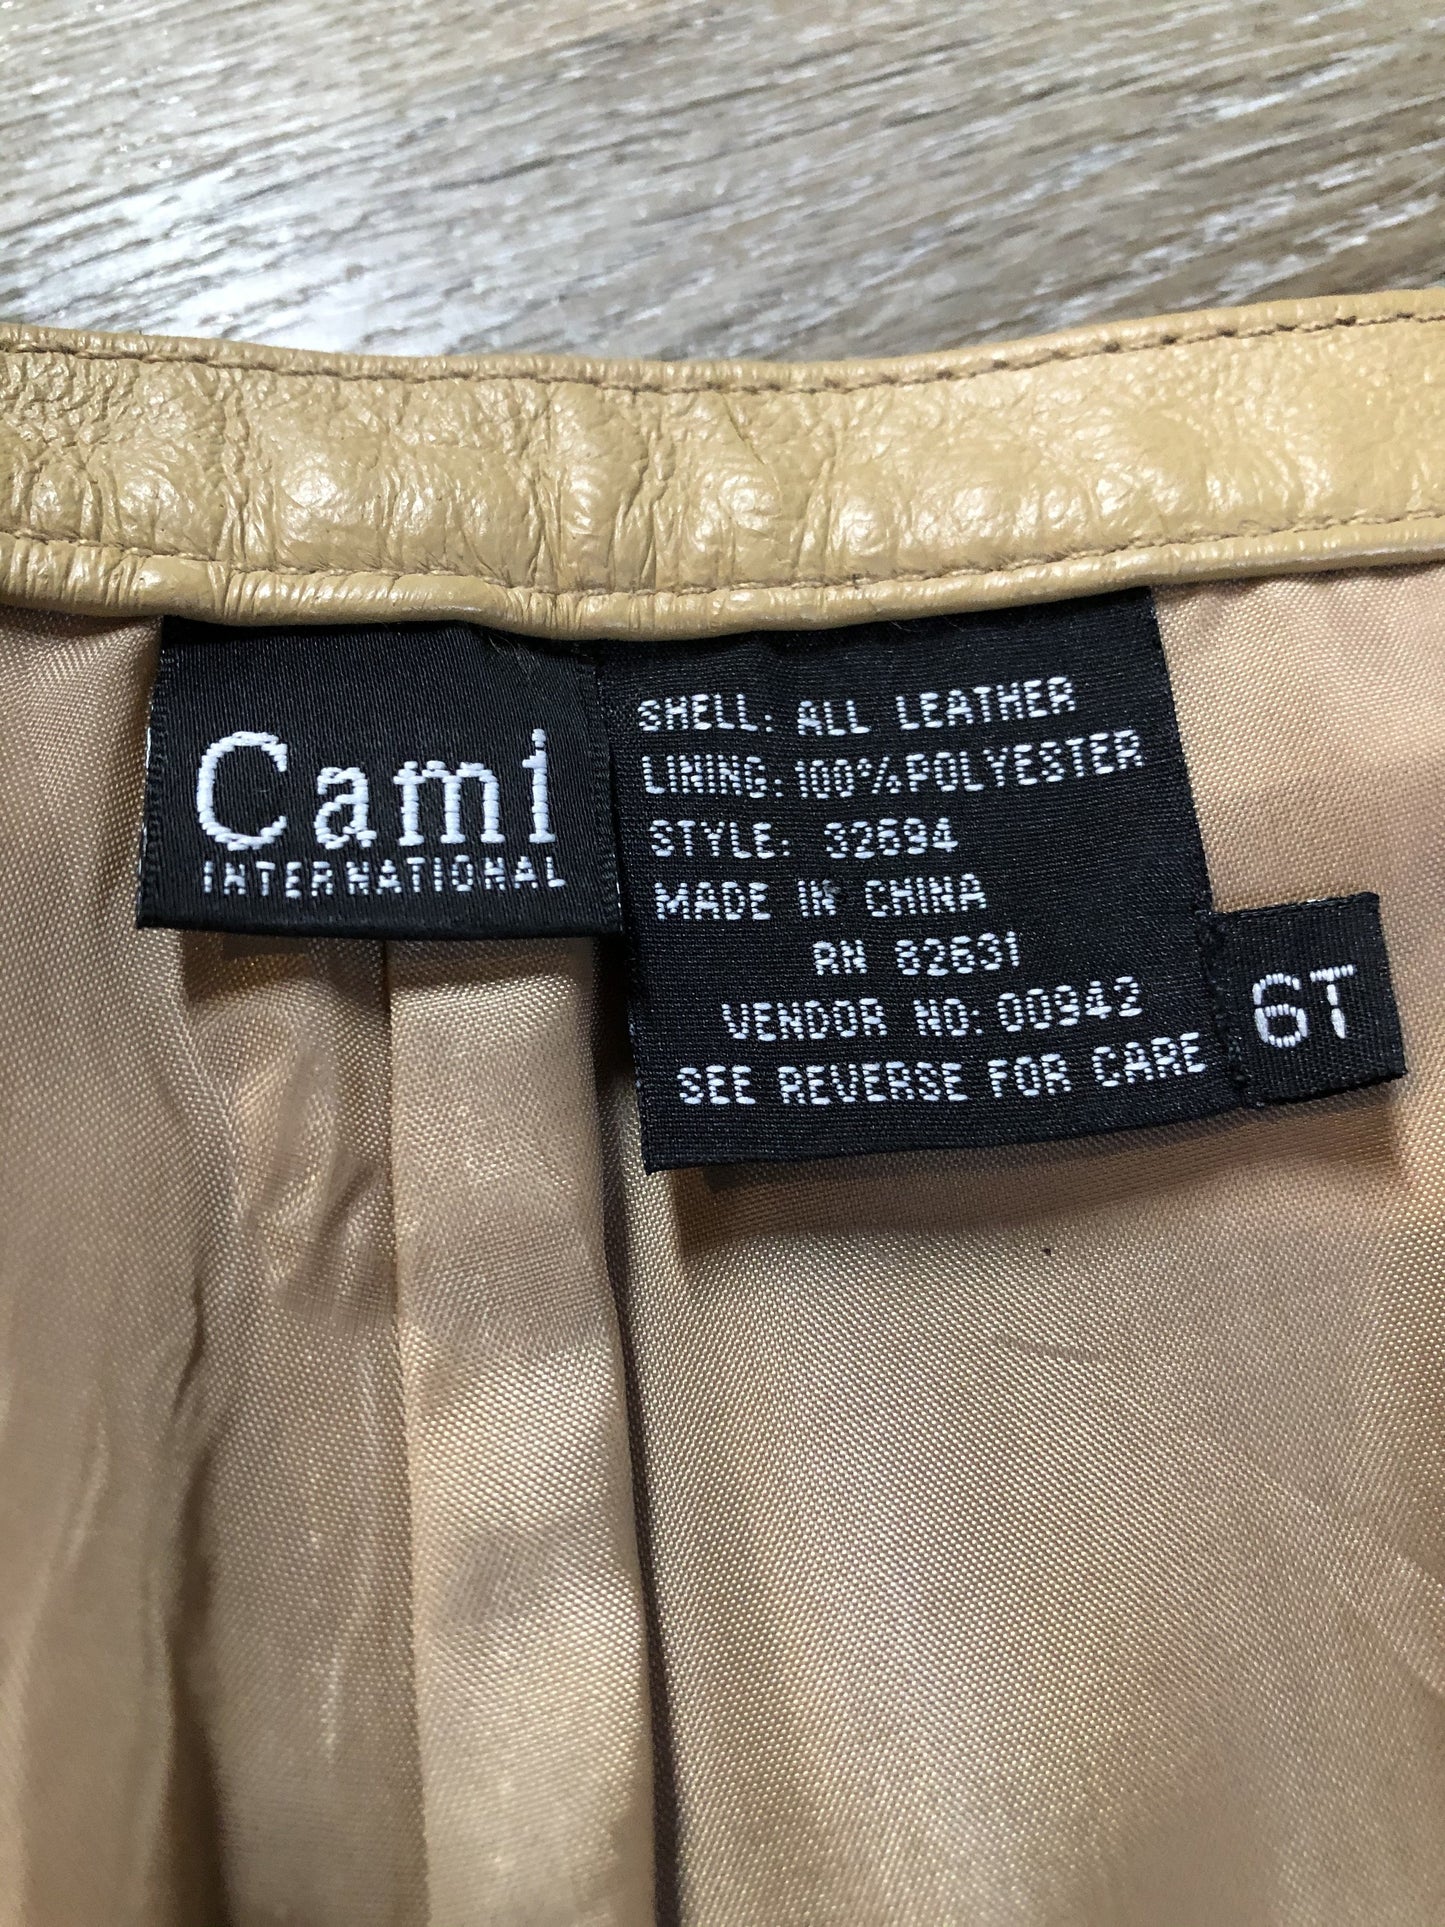 Cami
INTERNATIONAL
SHELL: ALL LEATHER
LINING: 100% POLYESTER
STYLE: 32694
MADE IN CHINA
RN 82631
VENDOR NO: 00942
SEE REVERSE FOR CARE
6T